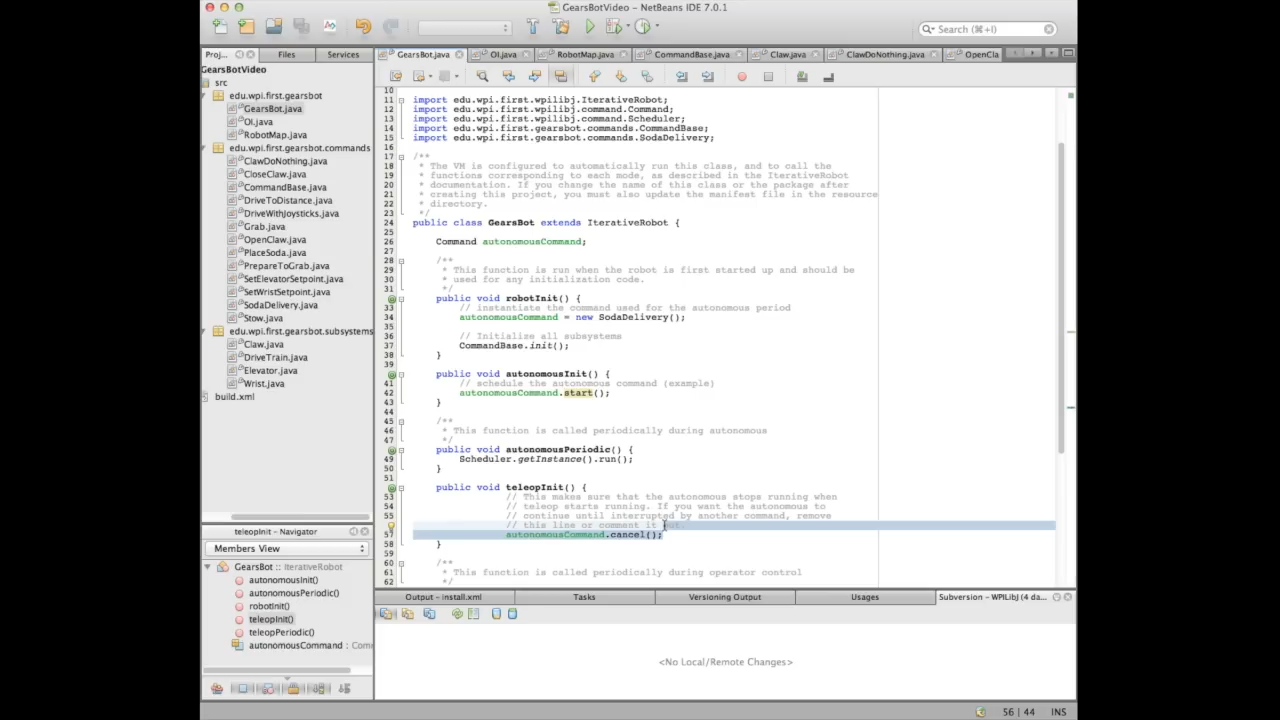 GearsBotVideo – NetBeans IDE 7.0.1
Search (⌘+I)
Proj... Files Services
GearsBot.java OI.java RobotMap.java CommandBase.java Claw.java ClawDoNothing.java OpenCla
GearsBotVideo
src
edu.wpi.first.gearsbot
GearsBot.java
OI.java
RobotMap.java
edu.wpi.first.gearsbot.commands
ClawDoNothing.java
CloseClaw.java
CommandBase.java
DriveToDistance.java
DriveWithJoysticks.java
Grab.java
OpenClaw.java
PlaceSoda.java
PrepareToGrab.java
SetElevatorSetpoint.java
SetWristSetpoint.java
SodaDelivery.java
Stow.java
edu.wpi.first.gearsbot.subsystems
Claw.java
DriveTrain.java
Elevator.java
Wrist.java
build.xml
teleopInit() - Navigator
Members View
GearsBot :: IterativeRobot
autonomousInit()
autonomousPeriodic()
robotInit()
teleopInit()
teleopPeriodic()
autonomousCommand : Com
10
11 import edu.wpi.first.wpilibj.IterativeRobot;
12 import edu.wpi.first.wpilibj.command.Command;
13 import edu.wpi.first.wpilibj.command.Scheduler;
14 import edu.wpi.first.gearsbot.commands.CommandBase;
15 import edu.wpi.first.gearsbot.commands.SodaDelivery;
16
17 /**
18 * The VM is configured to automatically run this class, and to call the
19 * functions corresponding to each mode, as described in the IterativeRobot
20 * documentation. If you change the name of this class or the package after
21 * creating this project, you must also update the manifest file in the resource
22 * directory.
23 */
24 public class GearsBot extends IterativeRobot {
25
26 Command autonomousCommand;
27
28 /**
29 * This function is run when the robot is first started up and should be
30 * used for any initialization code.
31 */
public void robotInit() {
33 // instantiate the command used for the autonomous period
34 autonomousCommand = new SodaDelivery();
35
36 // Initialize all subsystems
37 CommandBase.init();
38 }
39
public void autonomousInit() {
41 // schedule the autonomous command (example)
42 autonomousCommand.start();
43 }
44
45 /**
46 * This function is called periodically during autonomous
47 */
public void autonomousPeriodic() {
49 Scheduler.getInstance().run();
50 }
51
public void teleopInit() {
53 // This makes sure that the autonomous stops running when
54 // teleop starts running. If you want the autonomous to
55 // continue until interrupted by another command, remove
// this line or comment it out.
57 autonomousCommand.cancel();
58 }
59
60 /**
61 * This function is called periodically during operator control
62 */
Output - install.xml Tasks Versioning Output Usages Subversion - WPILibJ (4 da...
<No Local/Remote Changes>
56 | 44 INS